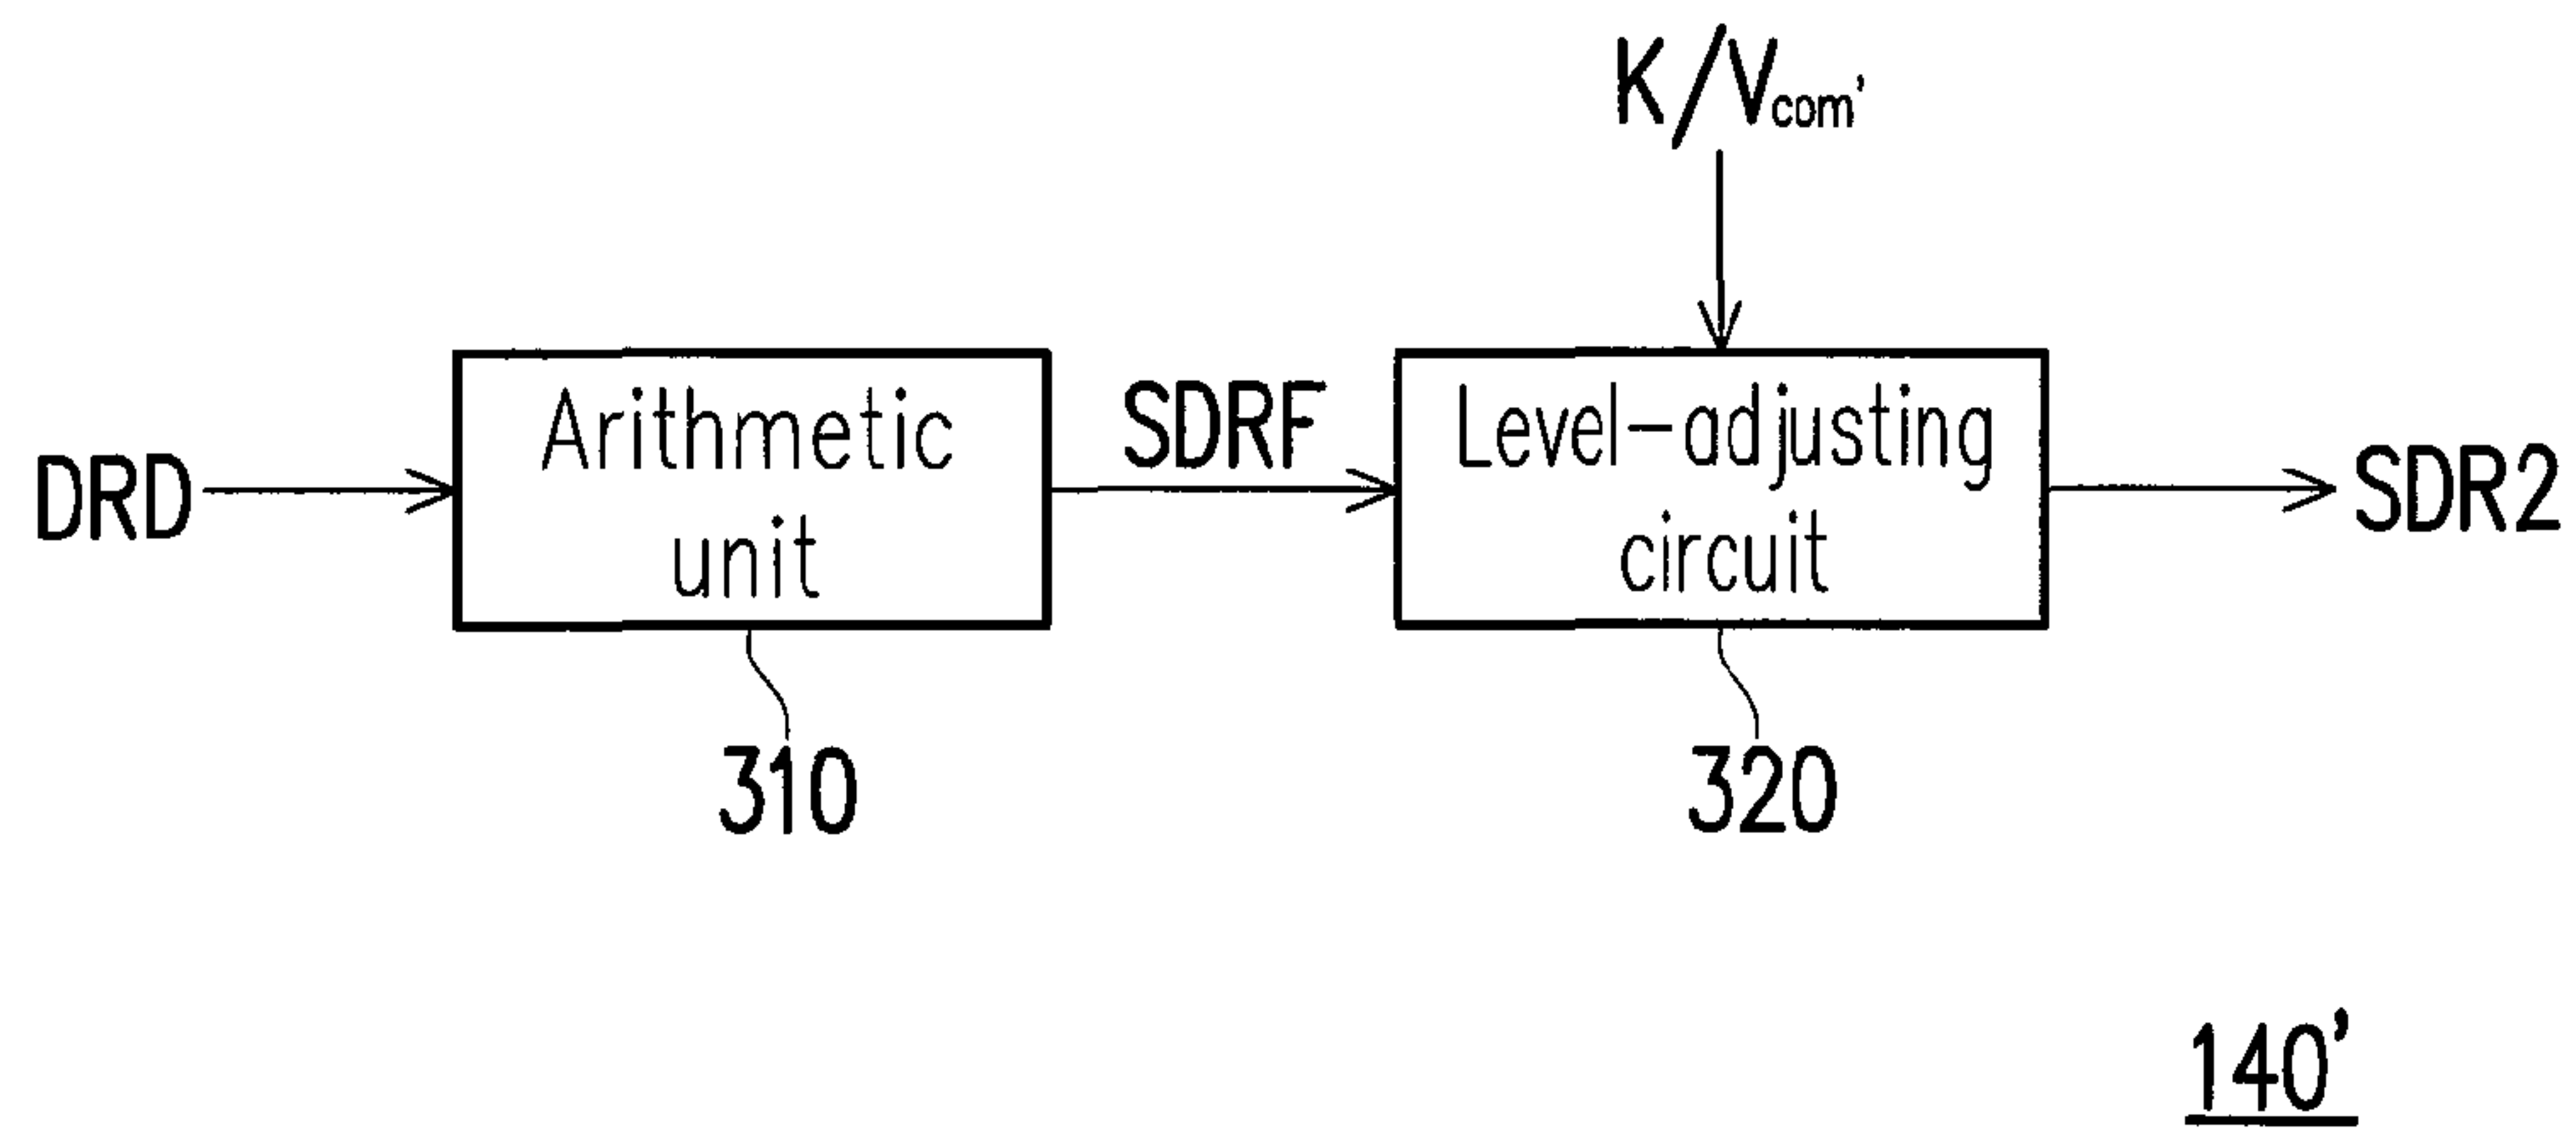 K/Vcom'
DRD
Arithmetic
unit
SDRF
Level-adjusting
circuit
SDR2
310
320
140'